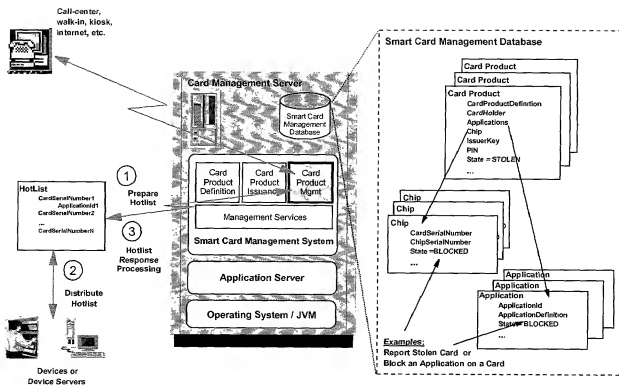 Call-center,
walk-in, kiosk,
internet, etc.
Card Management Server
Smart Card
Management
Database
Card
Product
Definition
Card
Product
Issuance
Card
Product
Mgmt
Management Services
Smart Card Management System
Application Server
Operating System / JVM
1
Prepare
Hotlist
3
Hotlist
Response
Processing
HotList
CardSerialNumber1
ApplicationId1
CardSerialNumber2
...
CardSerialNumberN
2
Distribute
Hotlist
Devices or
Device Servers
Smart Card Management Database
Card Product
Card Product
Card Product
CardProductDefinition
CardHolder
Applications
Chip
IssuerKey
PIN
State = STOLEN
...
Chip
Chip
Chip
CardSerialNumber
ChipSerialNumber
State =BLOCKED
...
Application
Application
Application
ApplicationId
ApplicationDefinition
State =BLOCKED
...
Examples:
Report Stolen Card or
Block an Application on a Card